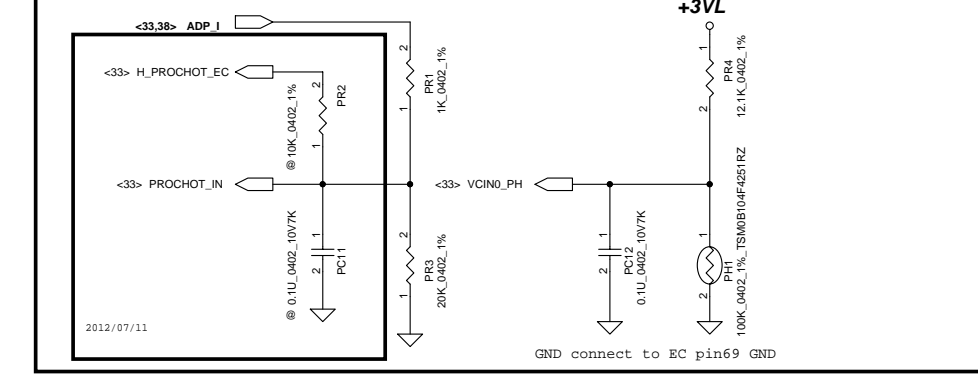 +3VL
<33,38> ADP_I
2
PR1
1K_0402_1%
1
1
PR4
12.1K_0402_1%
2
<33> H_PROCHOT_EC
2
PR2
@10K_0402_1%
1
<33> PROCHOT_IN
<33> VCIN0_PH
1
PC11
@ 0.1U_0402_10V7K
2
2
PR3
20K_0402_1%
1
1
PC12
0.1U_0402_10V7K
2
1
PH1
100K_0402_1%_TSM0B104F4251RZ
2
2012/07/11
GND connect to EC pin69 GND